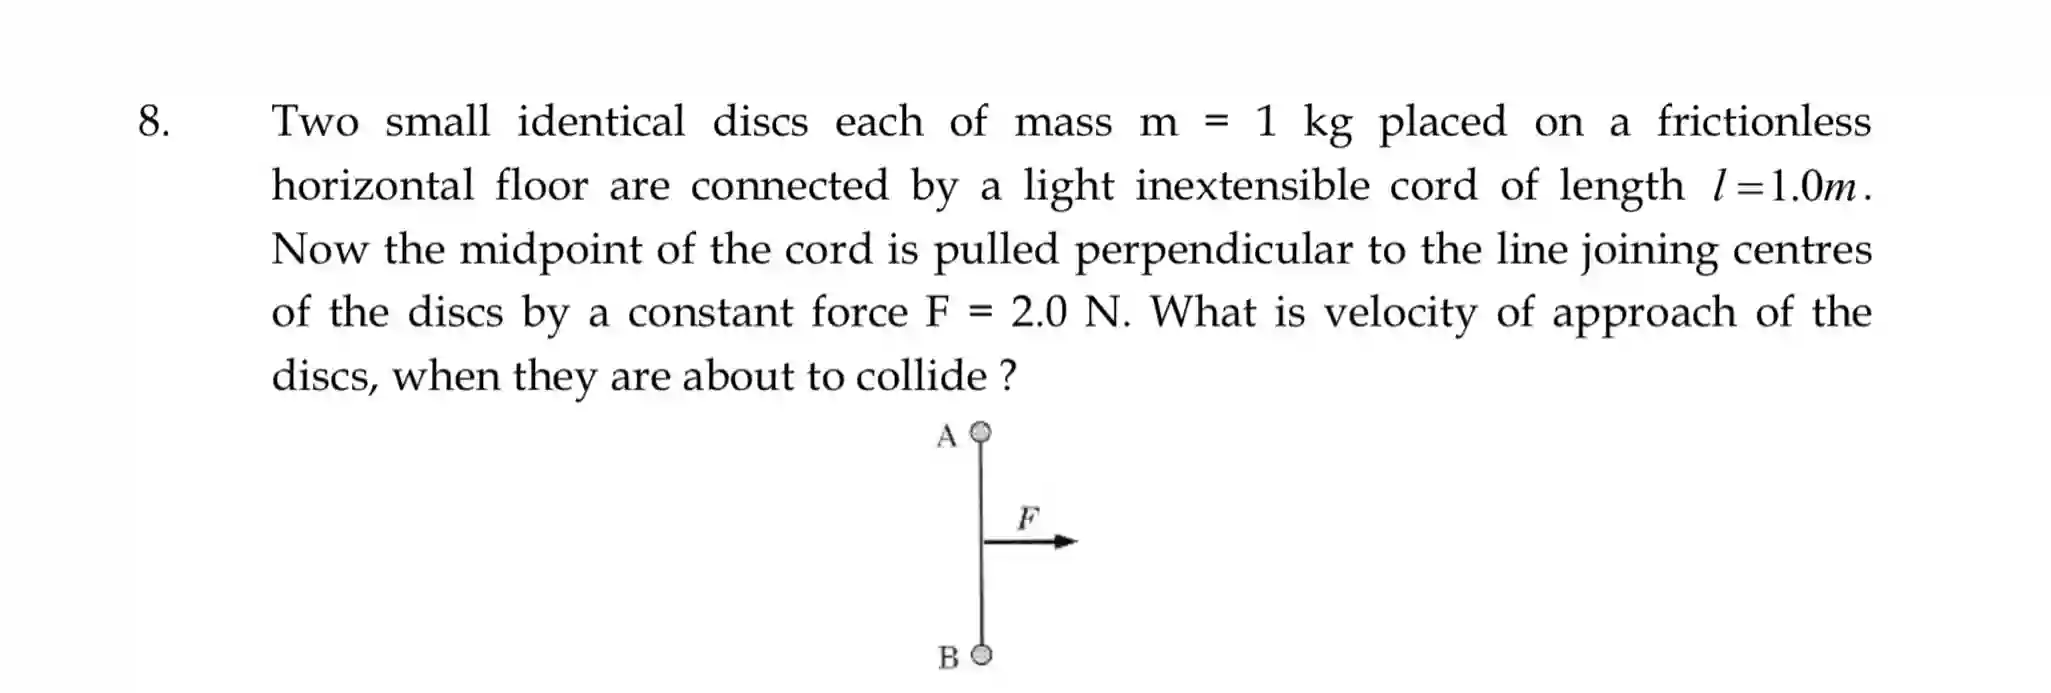 8. Two small identical discs each of mass m = 1 kg placed on a frictionless
horizontal floor are connected by a light inextensible cord of length l =1.0m.
Now the midpoint of the cord is pulled perpendicular to the line joining centres
of the discs by a constant force F = 2.0 N. What is velocity of approach of the
discs, when they are about to collide ?
A
F
B